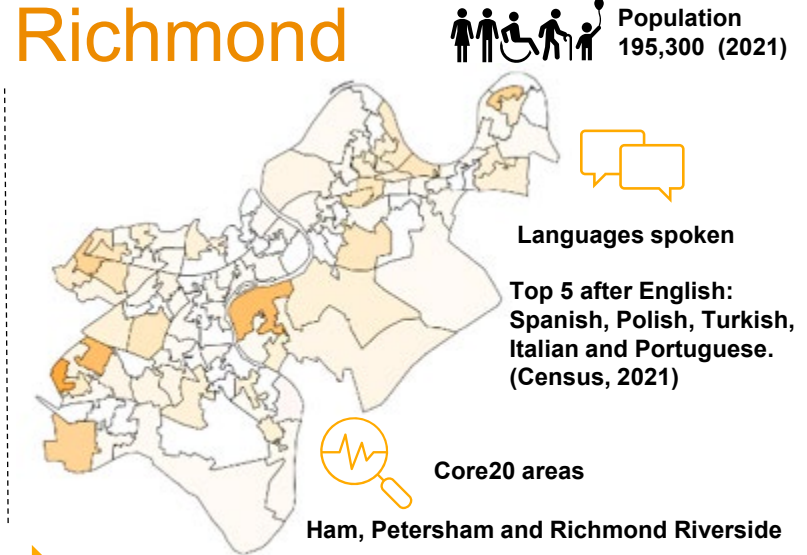 Richmond
Population
195,300 (2021)
Languages spoken
Top 5 after English:
Spanish, Polish, Turkish,
Italian and Portuguese.
(Census, 2021)
Core20 areas
Ham, Petersham and Richmond Riverside